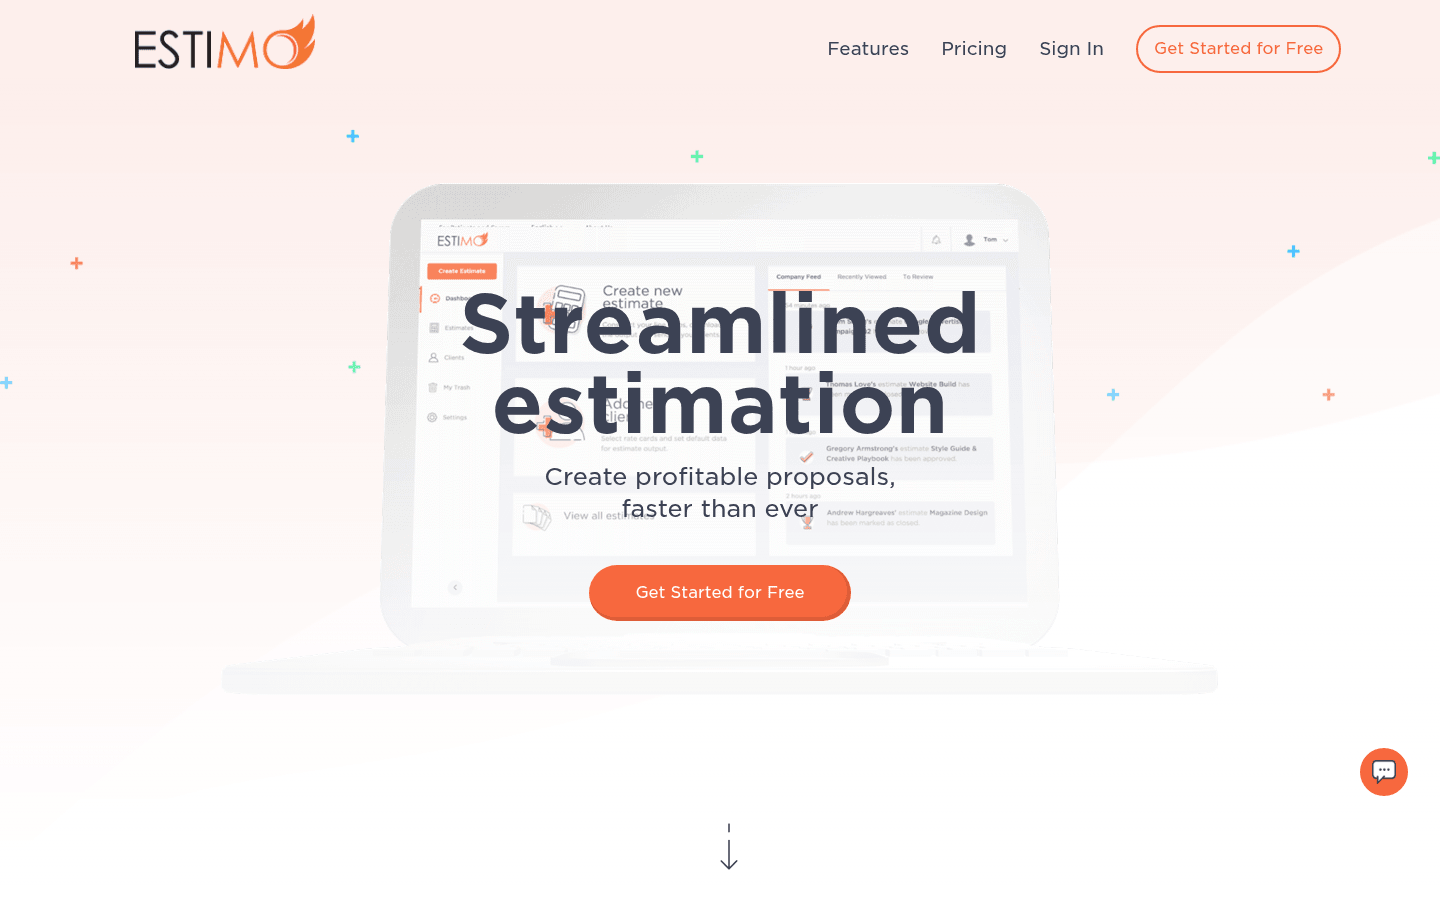 ESTIMO
Features
Pricing
Sign In
Get Started for Free
ESTIMO
Tom
Create Estimate
Company Feed
Recently Viewed
To Review
Create new
estimate
Estimates
Clients
My Trash
Settings
1 hour ago
Thomas Love's estimate Website Build has
Select rate cards and set default data
for estimate output.
Gregory Armstrong's estimate Style Guide &
Creative Playbook has been approved.
2 hours ago
View all estimates
Andrew Hargreaves' estimate Magazine Design
has been marked as closed.
Streamlined
estimation
Create profitable proposals,
faster than ever
Get Started for Free